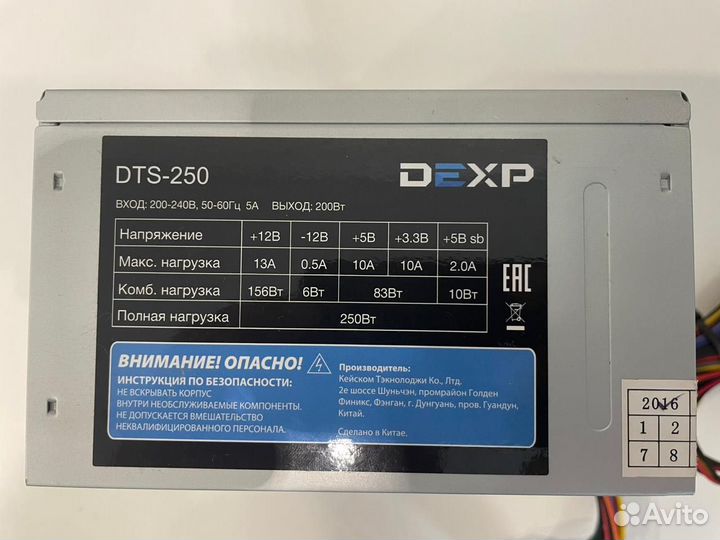 DTS-250
DEXP
ВХОД: 200-240В, 50-60Гц 5А ВЫХОД: 200Вт
Напряжение +12В -12В +5В +3.3В +5В sb
Макс. нагрузка 13А 0.5А 10А 10А 2.0А
Комб. нагрузка 156Вт 6Вт 83Вт 10Вт
Полная нагрузка 250Вт
EAC
ВНИМАНИЕ! ОПАСНО!
ИНСТРУКЦИЯ ПО БЕЗОПАСНОСТИ:
НЕ ВСКРЫВАТЬ КОРПУС
ВНУТРИ НЕОБСЛУЖИВАЕМЫЕ КОМПОНЕНТЫ.
НЕ ДОПУСКАЕТСЯ ВМЕШАТЕЛЬСТВО
НЕКВАЛИФИЦИРОВАННОГО ПЕРСОНАЛА.
Производитель:
Кейском Тэкнолоджи Ко., Лтд.
2е шоссе Шуньчэн, промрайон Голден
Финикс, Фэнган, г. Дунгуань, пров. Гуандун,
Китай.
Сделано в Китае.
2016
1 2
7 8
Avito